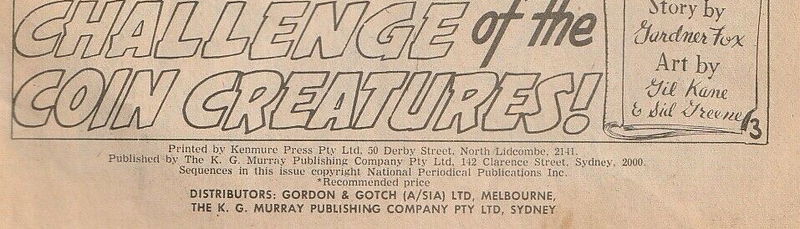 CHALLENGE of the
COIN CREATURES!
Story by
Gardner Fox
Art by
Gil Kane
& Sid Greene
3
Printed by Kenmure Press Pty Ltd, 50 Derby Street, North Lidcombe, 2141.
Published by The K. G. Murray Publishing Company Pty Ltd, 142 Clarence Street, Sydney, 2000.
Sequences in this issue copyright National Periodical Publications Inc.
*Recommended price
DISTRIBUTORS: GORDON & GOTCH (A/SIA) LTD, MELBOURNE,
THE K. G. MURRAY PUBLISHING COMPANY PTY LTD, SYDNEY